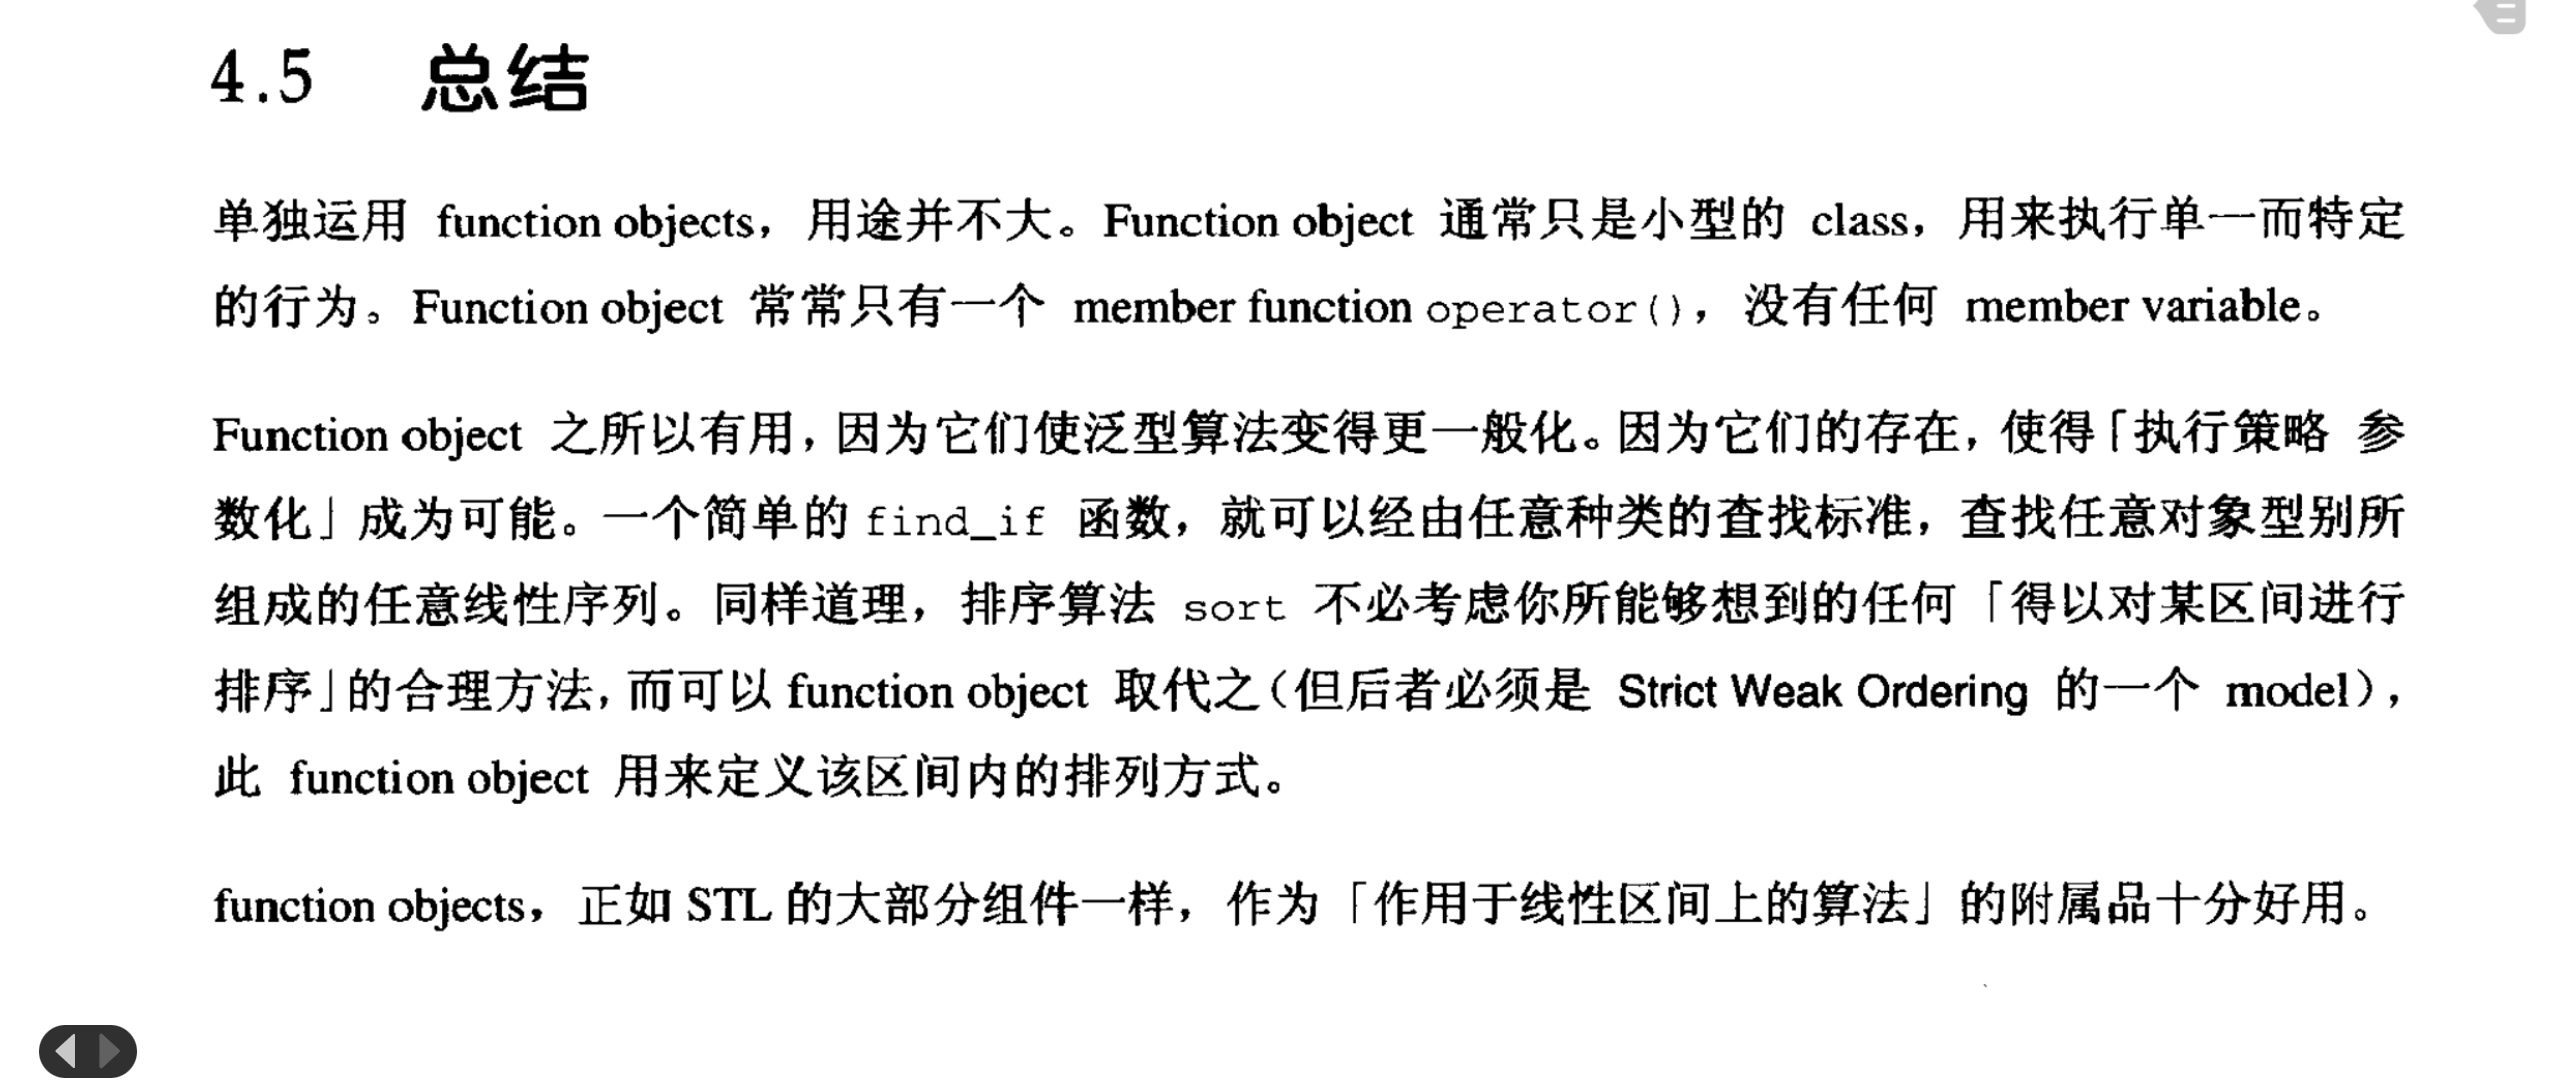 4.5 总结
单独运用 function objects，用途并不大。Function object 通常只是小型的 class，用来执行单一而特定
的行为。Function object 常常只有一个 member function operator()，没有任何 member variable。
Function object 之所以有用，因为它们使泛型算法变得更一般化。因为它们的存在，使得「执行策略 参
数化」成为可能。一个简单的 find_if 函数，就可以经由任意种类的查找标准，查找任意对象型别所
组成的任意线性序列。同样道理，排序算法 sort 不必考虑你所能够想到的任何「得以对某区间进行
排序」的合理方法，而可以 function object 取代之（但后者必须是 Strict Weak Ordering 的一个 model），
此 function object 用来定义该区间内的排列方式。
function objects，正如 STL 的大部分组件一样，作为「作用于线性区间上的算法」的附属品十分好用。